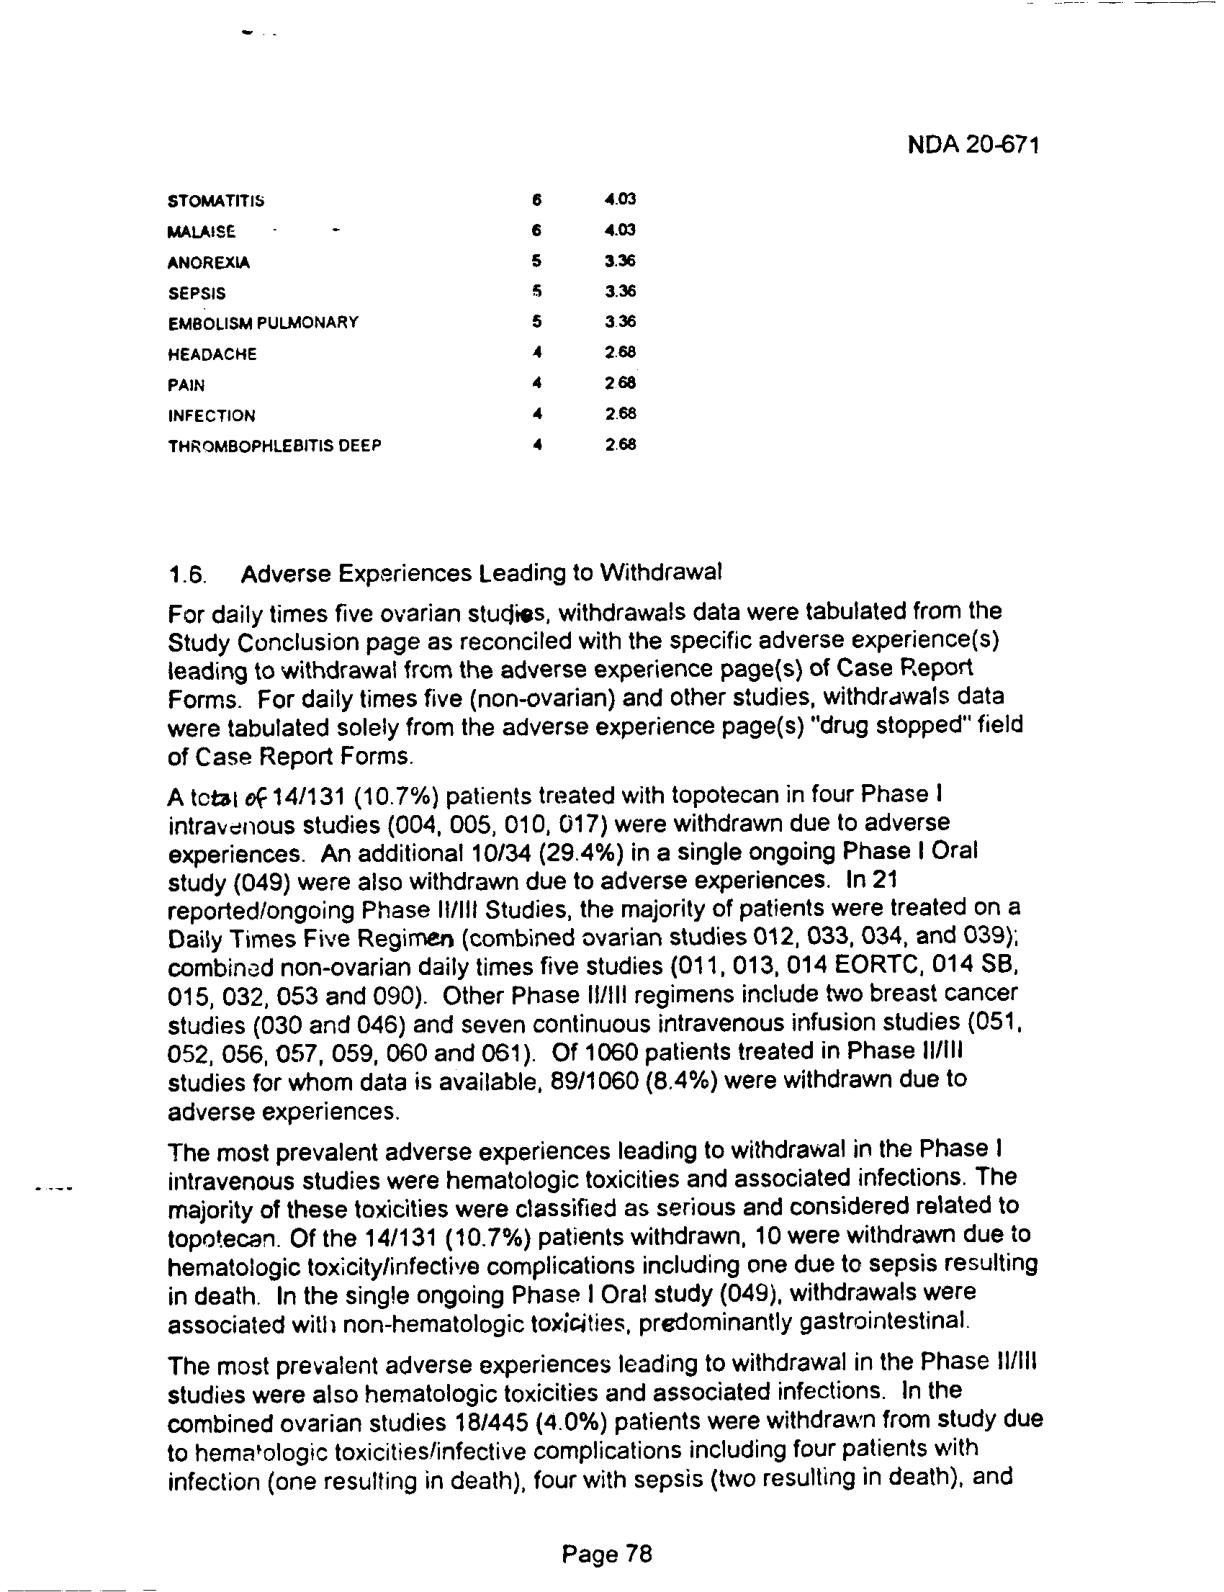 NDA 20-671
STOMATITIS 6 4.03
MALAISE 6 4.03
ANOREXIA 5 3.36
SEPSIS 5 3.36
EMBOLISM PULMONARY 5 3.36
HEADACHE 4 2.68
PAIN 4 2.68
INFECTION 4 2.68
THROMBOPHLEBITIS DEEP 4 2.68
1.6. Adverse Experiences Leading to Withdrawal
For daily times five ovarian studies, withdrawals data were tabulated from the
Study Conclusion page as reconciled with the specific adverse experience(s)
leading to withdrawal from the adverse experience page(s) of Case Report
Forms. For daily times five (non-ovarian) and other studies, withdrawals data
were tabulated solely from the adverse experience page(s) "drug stopped" field
of Case Report Forms.
A total of 14/131 (10.7%) patients treated with topotecan in four Phase I
intravenous studies (004, 005, 010, 017) were withdrawn due to adverse
experiences. An additional 10/34 (29.4%) in a single ongoing Phase I Oral
study (049) were also withdrawn due to adverse experiences. In 21
reported/ongoing Phase II/III Studies, the majority of patients were treated on a
Daily Times Five Regimen (combined ovarian studies 012, 033, 034, and 039);
combined non-ovarian daily times five studies (011, 013, 014 EORTC, 014 SB,
015, 032, 053 and 090). Other Phase II/III regimens include two breast cancer
studies (030 and 046) and seven continuous intravenous infusion studies (051,
052, 056, 057, 059, 060 and 061). Of 1060 patients treated in Phase II/III
studies for whom data is available, 89/1060 (8.4%) were withdrawn due to
adverse experiences.
The most prevalent adverse experiences leading to withdrawal in the Phase I
intravenous studies were hematologic toxicities and associated infections. The
majority of these toxicities were classified as serious and considered related to
topotecan. Of the 14/131 (10.7%) patients withdrawn, 10 were withdrawn due to
hematologic toxicity/infective complications including one due to sepsis resulting
in death. In the single ongoing Phase I Oral study (049), withdrawals were
associated with non-hematologic toxicities, predominantly gastrointestinal.
The most prevalent adverse experiences leading to withdrawal in the Phase II/III
studies were also hematologic toxicities and associated infections. In the
combined ovarian studies 18/445 (4.0%) patients were withdrawn from study due
to hematologic toxicities/infective complications including four patients with
infection (one resulting in death), four with sepsis (two resulting in death), and
Page 78